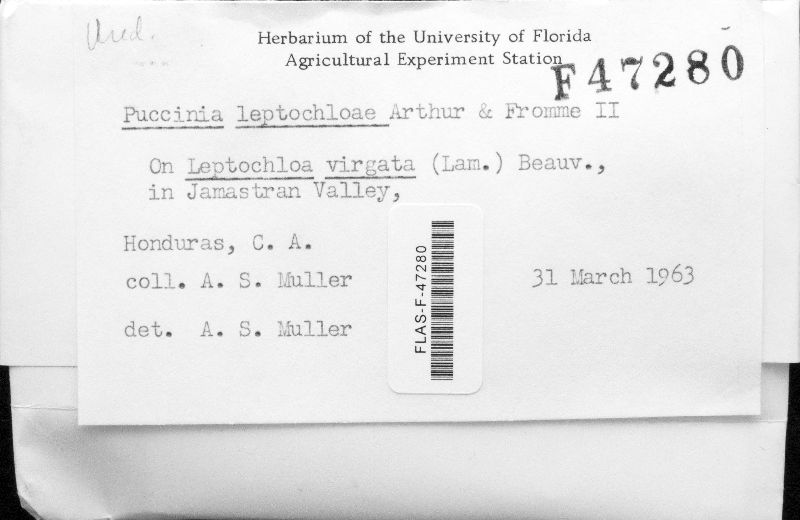 Ured.
Herbarium of the University of Florida
Agricultural Experiment Station
F47280
Puccinia leptochloae Arthur & Fromme II
On Leptochloa virgata (Lam.) Beauv.,
in Jamastran Valley,
Honduras, C. A.
coll. A. S. Muller
31 March 1963
det. A. S. Muller
FLAS-F-47280